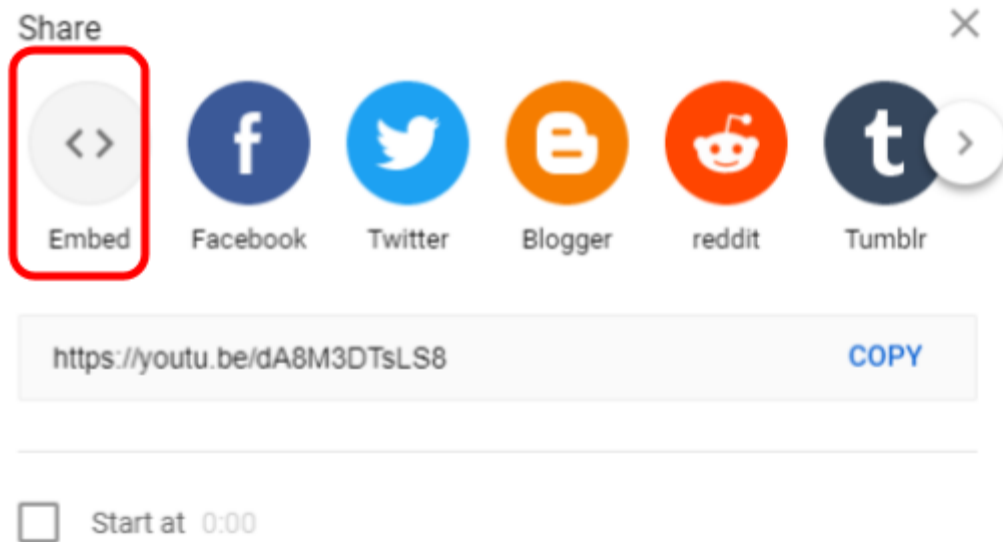 Share
Embed Facebook Twitter Blogger reddit Tumblr
https://youtu.be/dA8M3DTsLS8 COPY
Start at 0:00